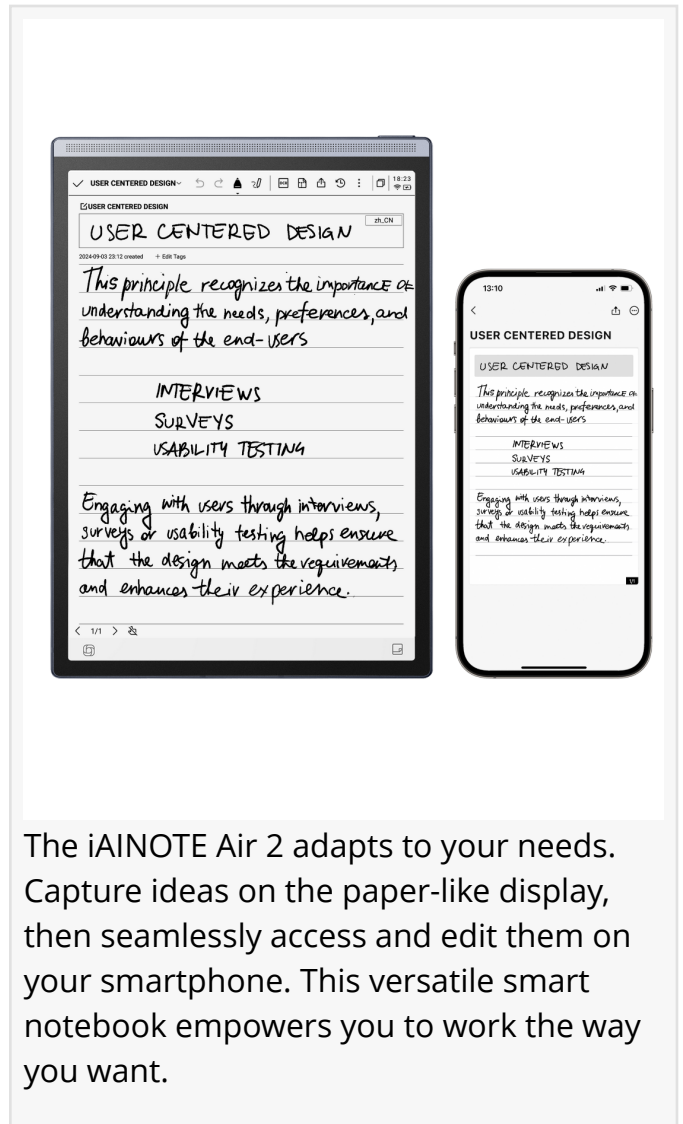 USER CENTERED DESIGN
18:23
USER CENTERED DESIGN
USER CENTERED DESIGN
zh_CN
2024-09-03 23:12 created + Edit Tags
This principle recognizes the importance of
understanding the needs, preferences, and
behaviours of the end-users
INTERVIEWS
SURVEYS
USABILITY TESTING
Engaging with users through interviews,
surveys or usability testing helps ensure
that the design meets the requirements
and enhances their experience.
1/1
13:10
USER CENTERED DESIGN
USER CENTERED DESIGN
This principle recognizes the importance of
understanding the needs, preferences, and
behaviours of the end-users
INTERVIEWS
SURVEYS
USABILITY TESTING
Engaging with users through interviews,
surveys or usability testing helps ensure
that the design meets the requirements
and enhances their experience.
1/1
The iAINOTE Air 2 adapts to your needs.
Capture ideas on the paper-like display,
then seamlessly access and edit them on
your smartphone. This versatile smart
notebook empowers you to work the way
you want.